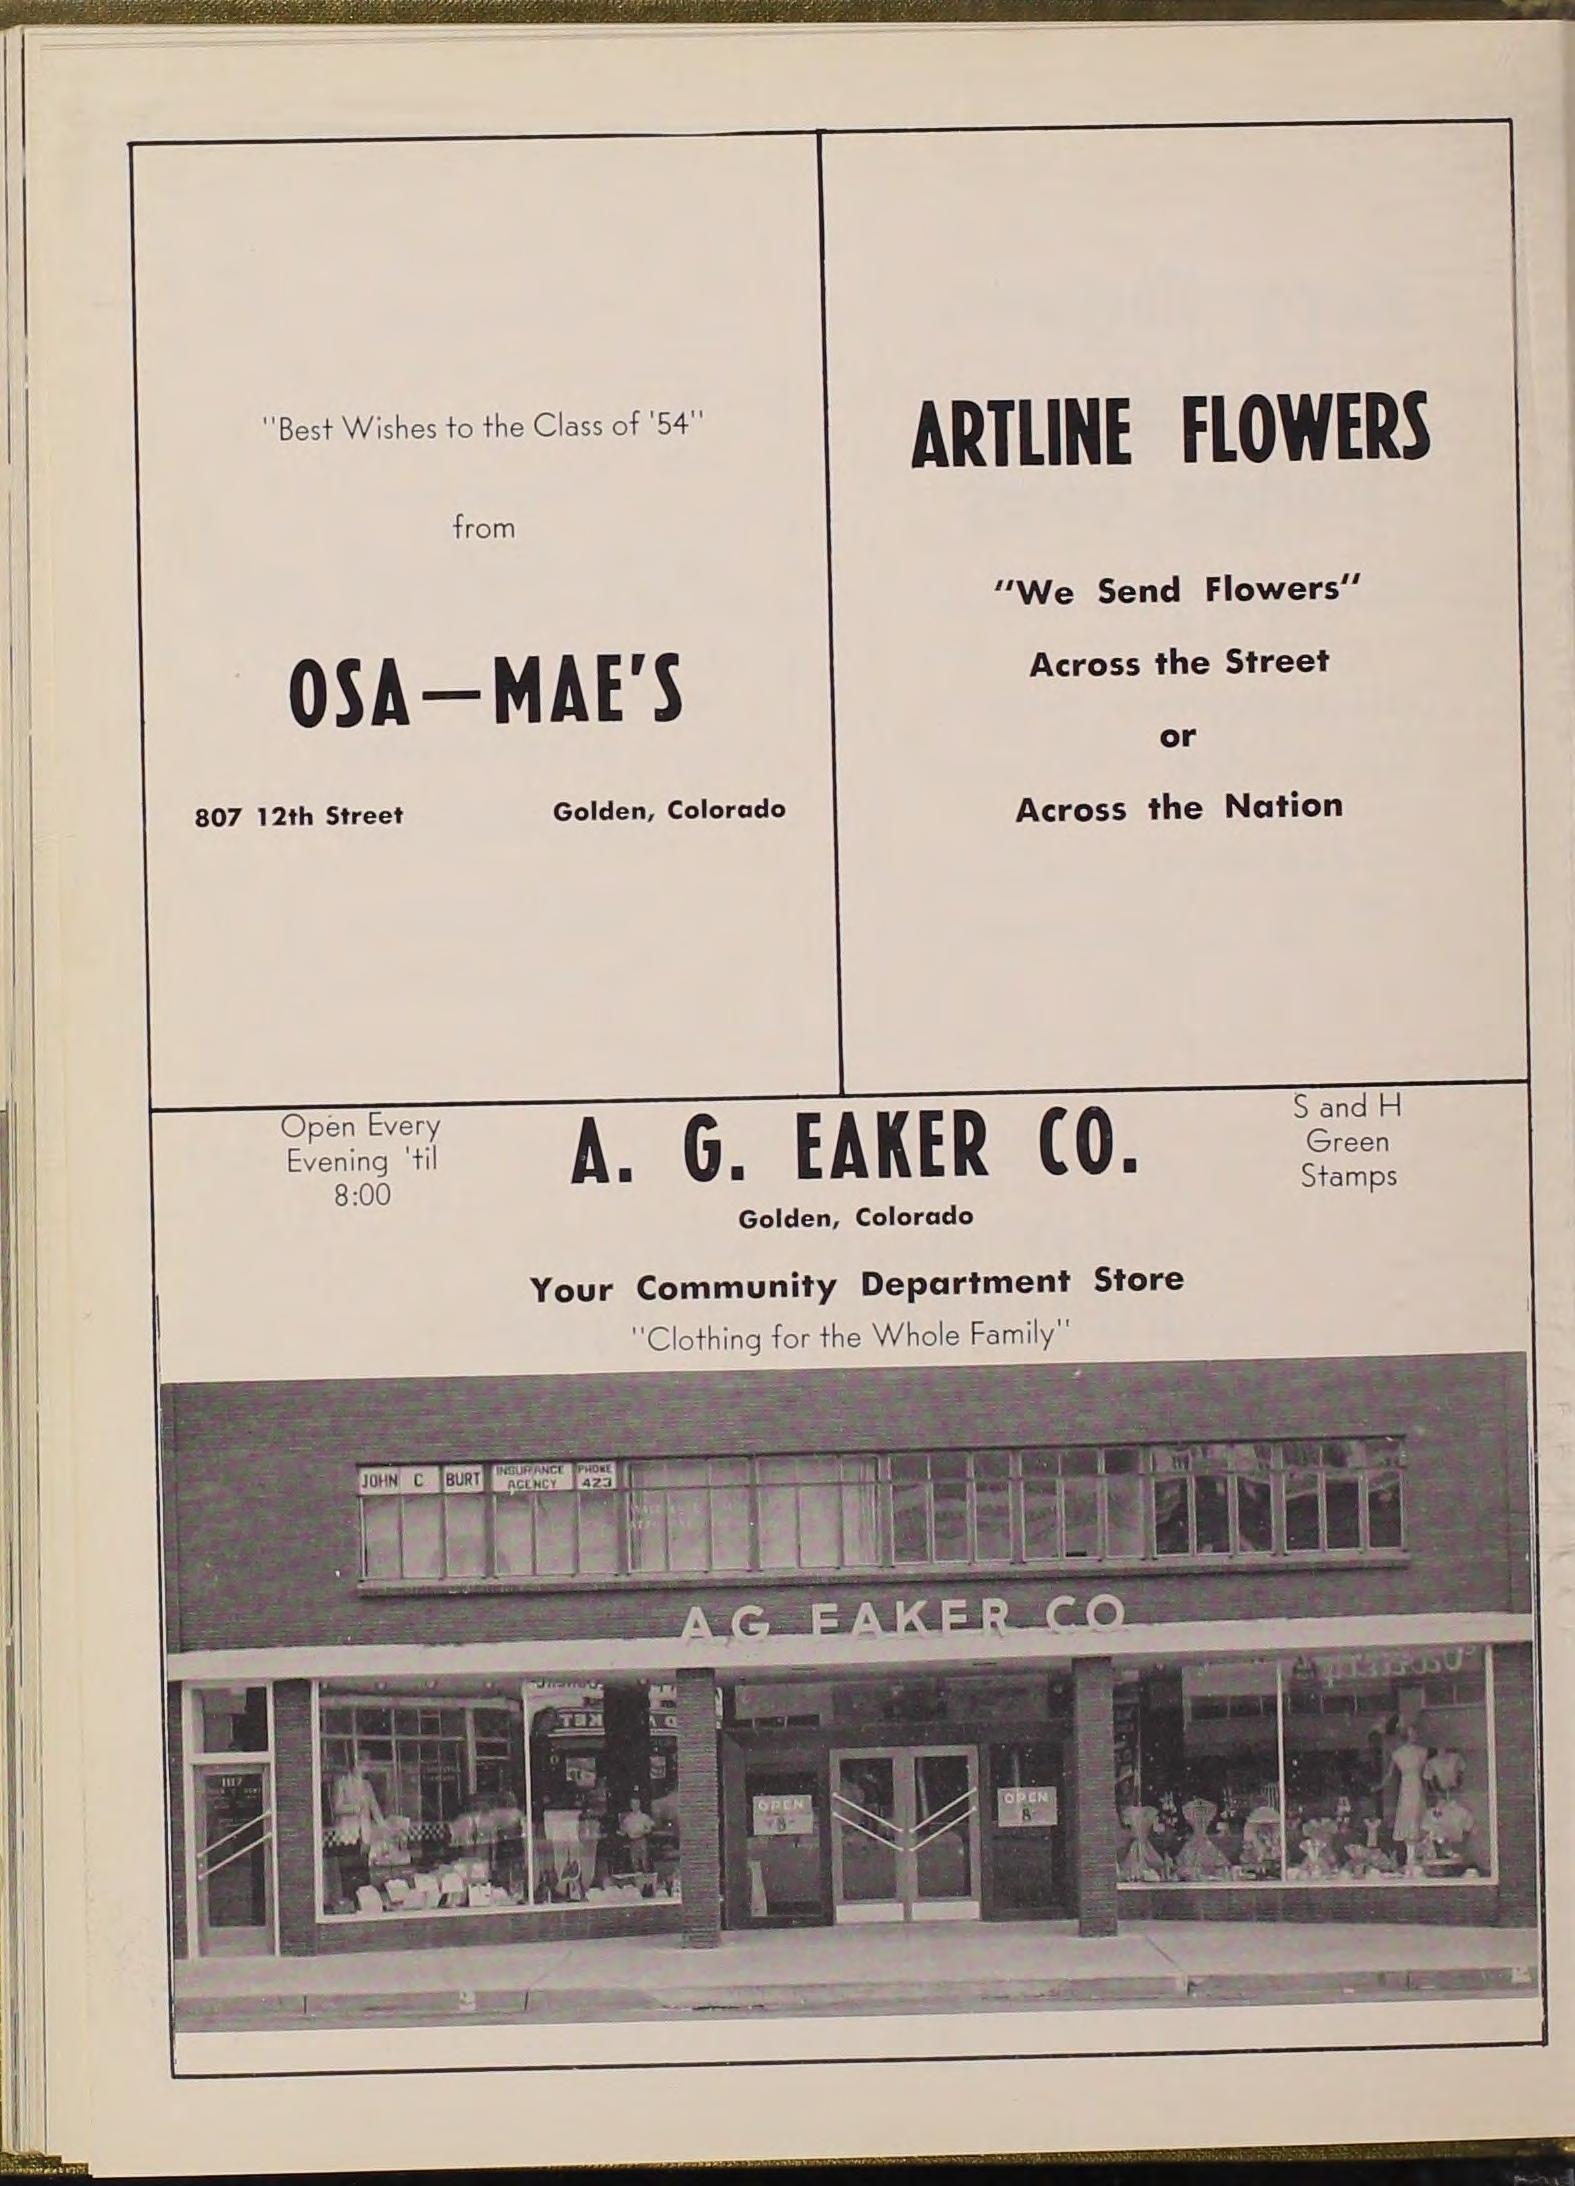 "Best Wishes to the Class of '54"
from
OSA—MAE'S
807 12th Street Golden, Colorado
ARTLINE FLOWERS
"We Send Flowers"
Across the Street
or
Across the Nation
Open Every
Evening 'til
8:00
A. G. EAKER CO.
Golden, Colorado
Your Community Department Store
"Clothing for the Whole Family"
S and H
Green
Stamps
JOHN C BURT INSURANCE AGENCY PHONE 423
A G EAKER CO
1117
OPEN
8
OPEN
8